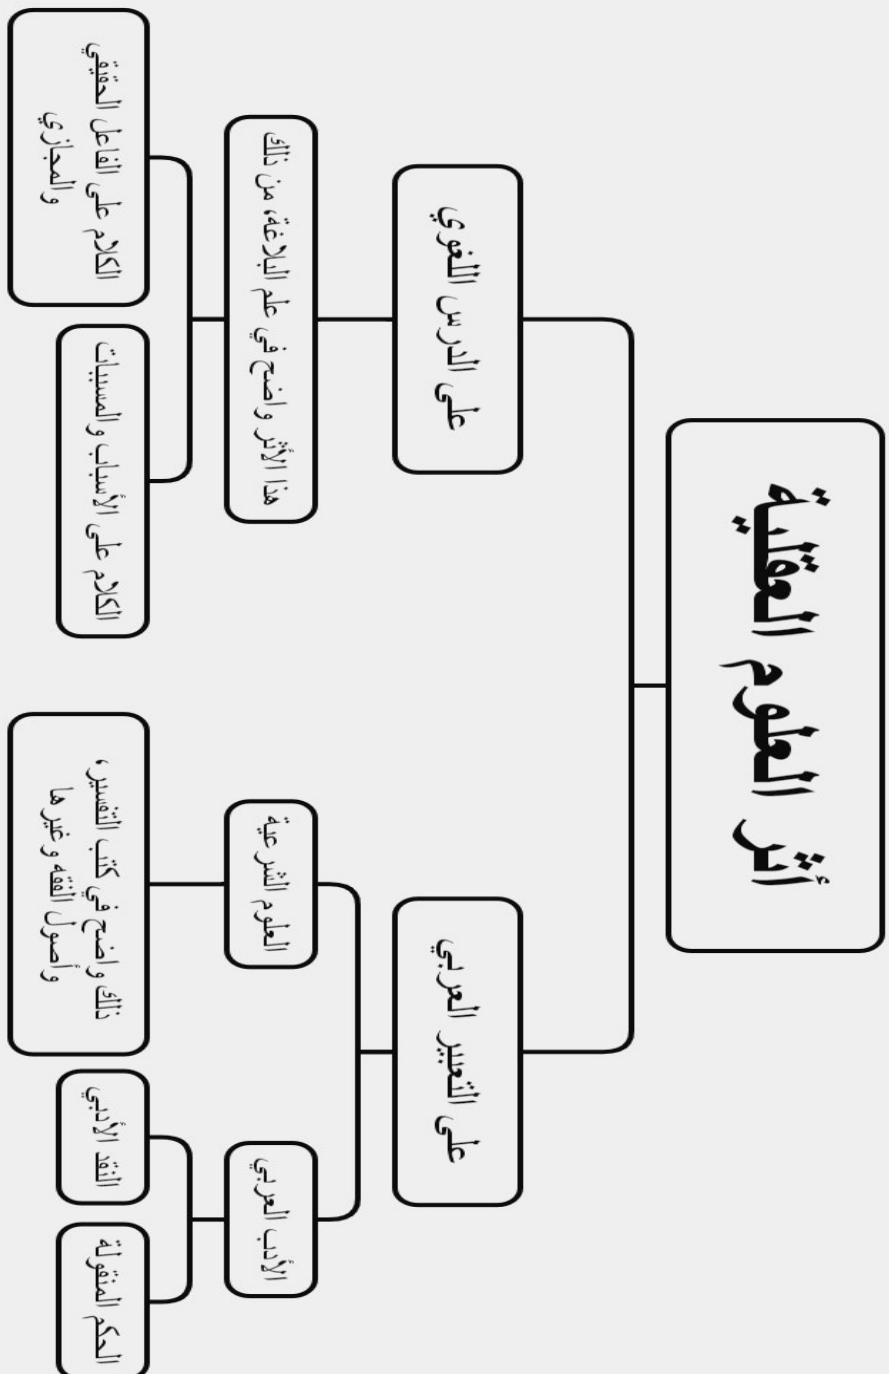 أثر العلوم العقلية
على التعبير العربي
على الدرس اللغوي
الأدب العربي
العلوم الشرعية
هذا الأثر واضح في علم البلاغة، من ذلك
الحكم المنقولة
النقد الأدبي
ذلك واضح في كتب التفسير،
وأصول الفقه وغيرها
الكلام على الأسباب والمسببات
الكلام على الفاعل الحقيقي
والمجازي